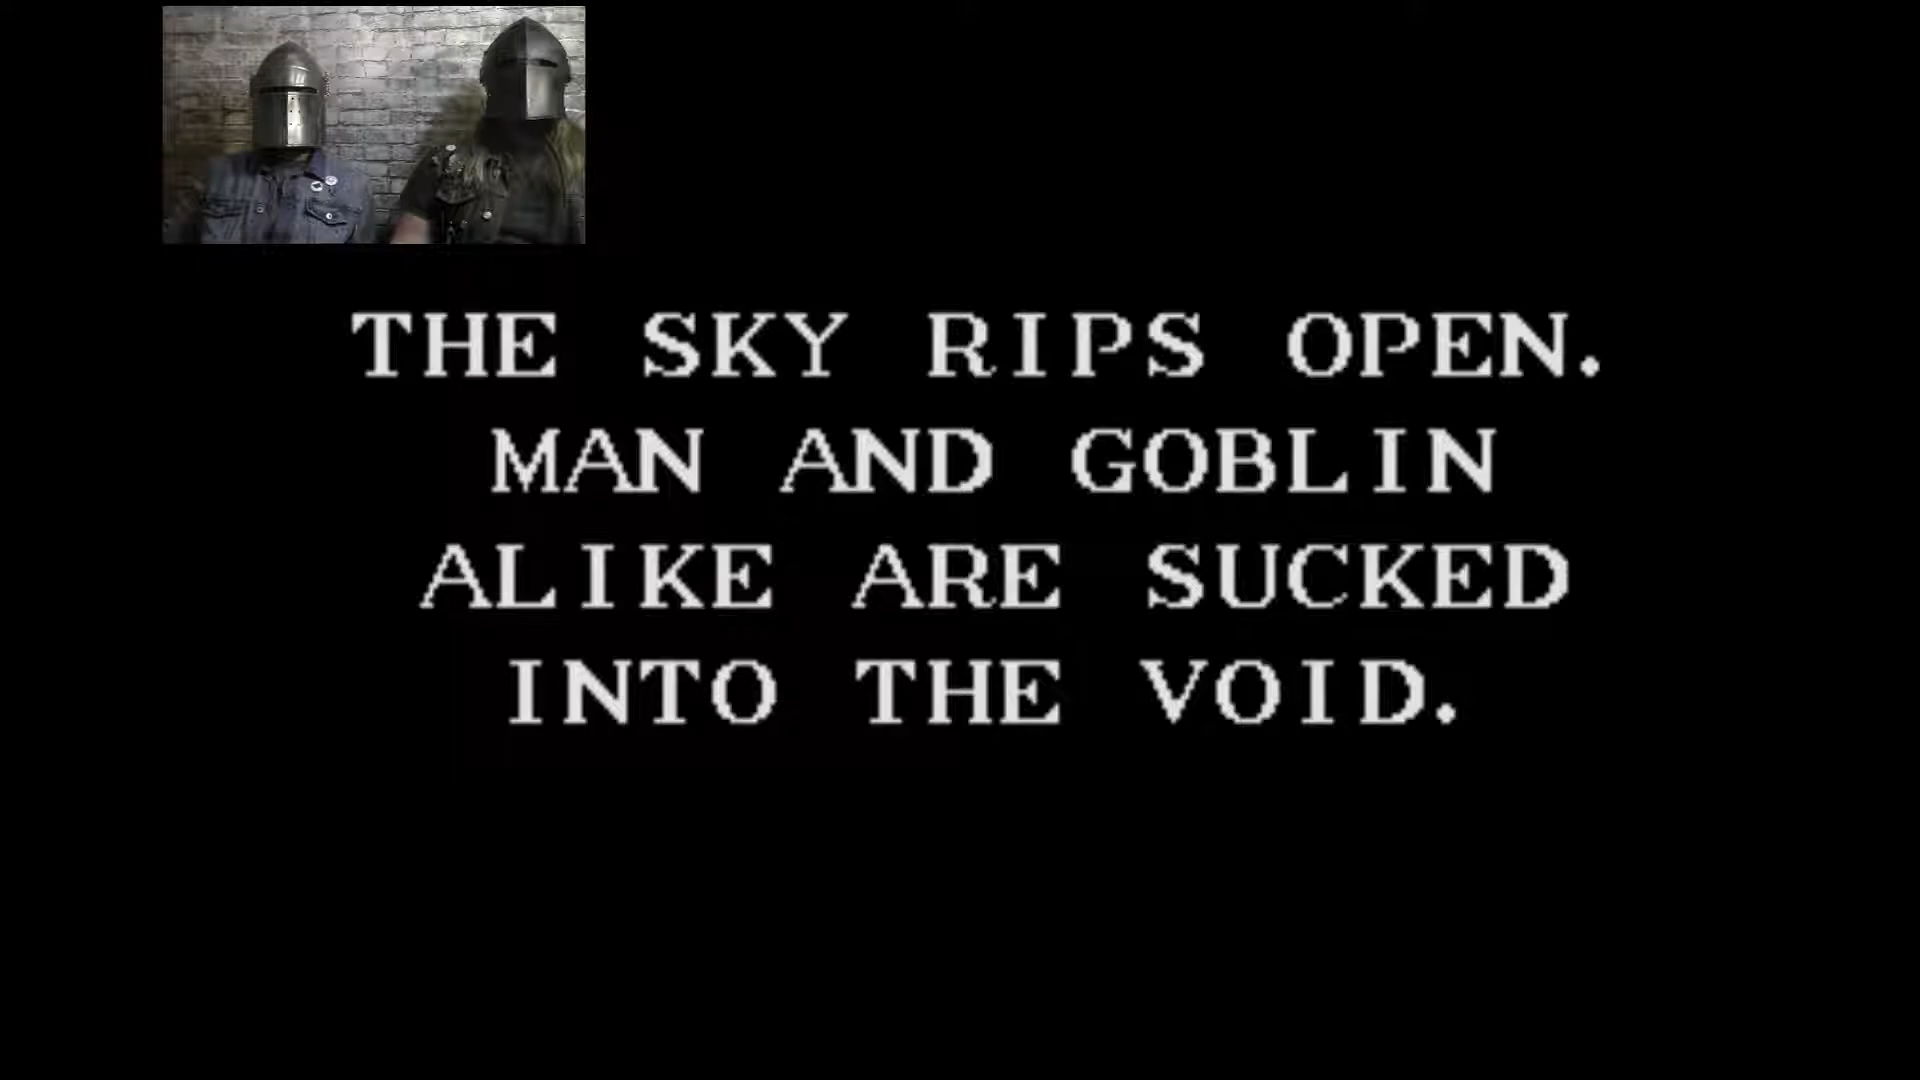 THE SKY RIPS OPEN.
MAN AND GOBLIN
ALIKE ARE SUCKED
INTO THE VOID.